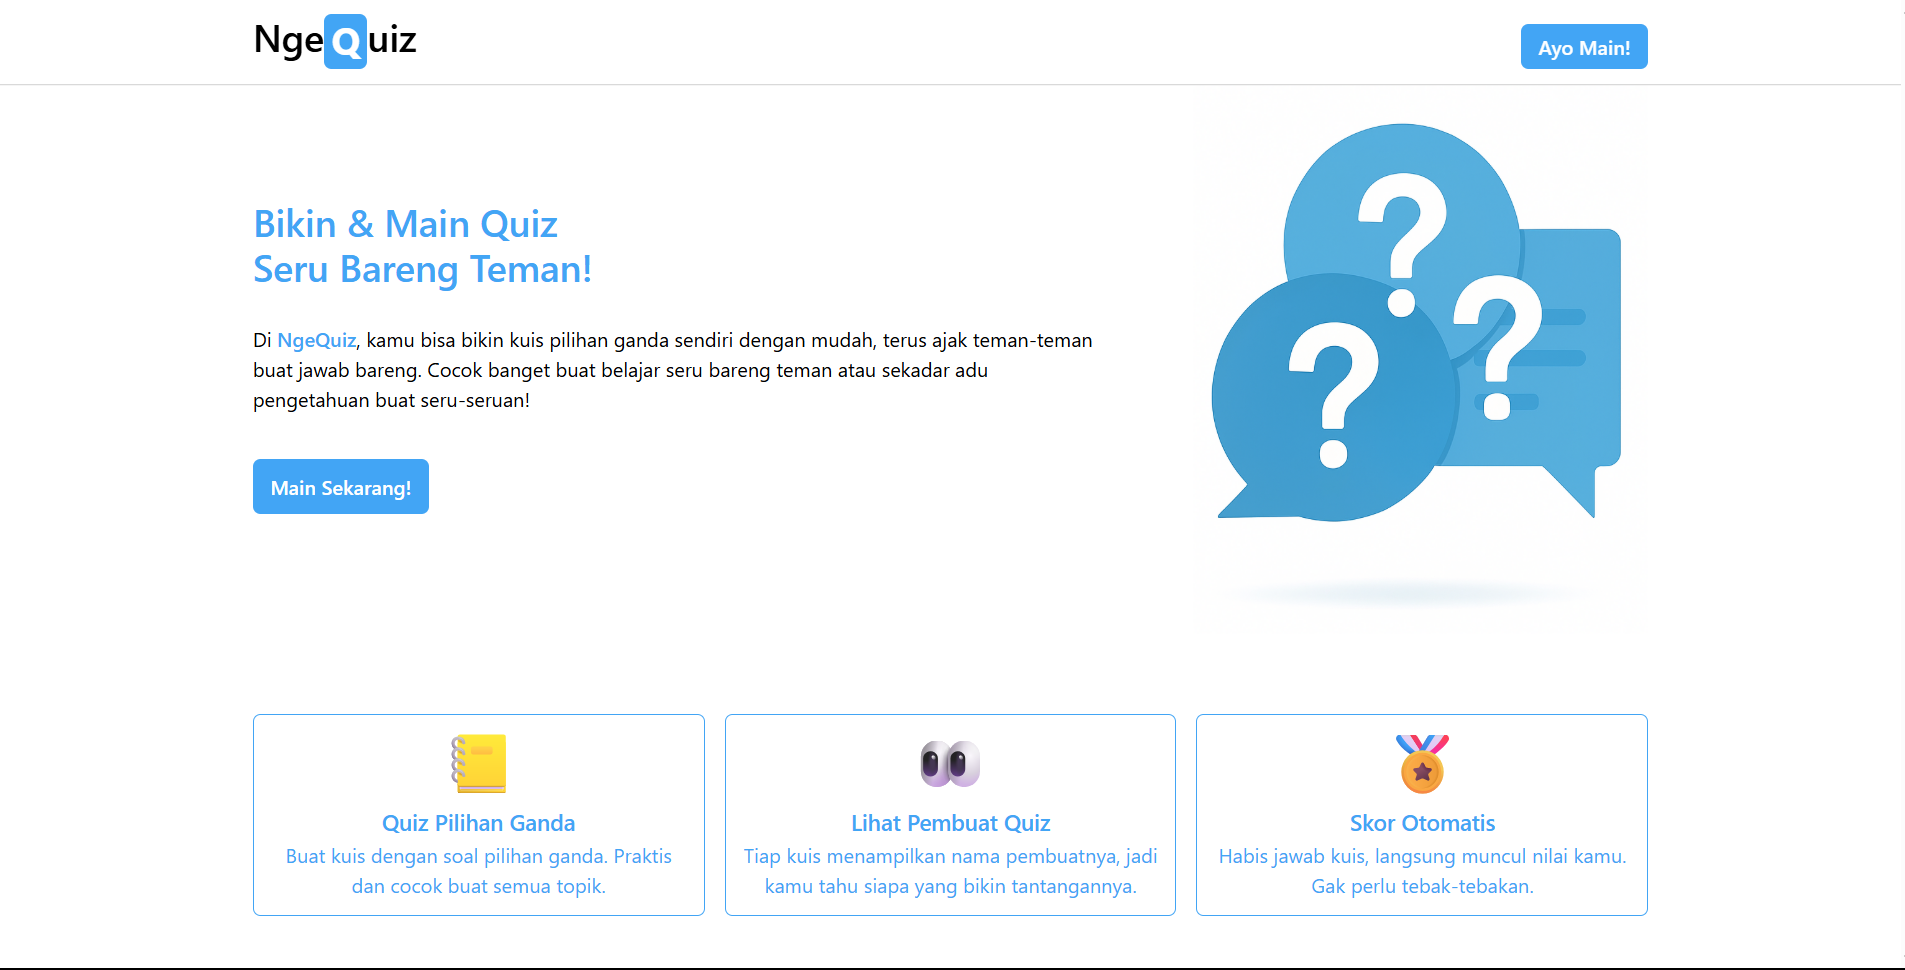 NgeQuiz
Ayo Main!
Bikin & Main Quiz
Seru Bareng Teman!
Di NgeQuiz, kamu bisa bikin kuis pilihan ganda sendiri dengan mudah, terus ajak teman-teman
buat jawab bareng. Cocok banget buat belajar seru bareng teman atau sekadar adu
pengetahuan buat seru-seruan!
Main Sekarang!
? ? ?
Quiz Pilihan Ganda
Buat kuis dengan soal pilihan ganda. Praktis
dan cocok buat semua topik.
Lihat Pembuat Quiz
Tiap kuis menampilkan nama pembuatnya, jadi
kamu tahu siapa yang bikin tantangannya.
Skor Otomatis
Habis jawab kuis, langsung muncul nilai kamu.
Gak perlu tebak-tebakan.